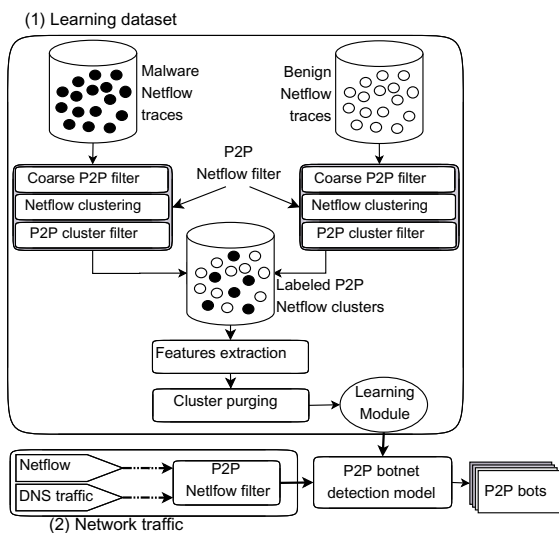 (1) Learning dataset
Malware
Netflow
traces
Benign
Netflow
traces
P2P
Netflow filter
Coarse P2P filter
Netflow clustering
P2P cluster filter
Coarse P2P filter
Netflow clustering
P2P cluster filter
Labeled P2P
Netflow clusters
Features extraction
Cluster purging
Learning
Module
Netflow
DNS traffic
P2P
Netlfow filter
P2P botnet
detection model
P2P bots
(2) Network traffic